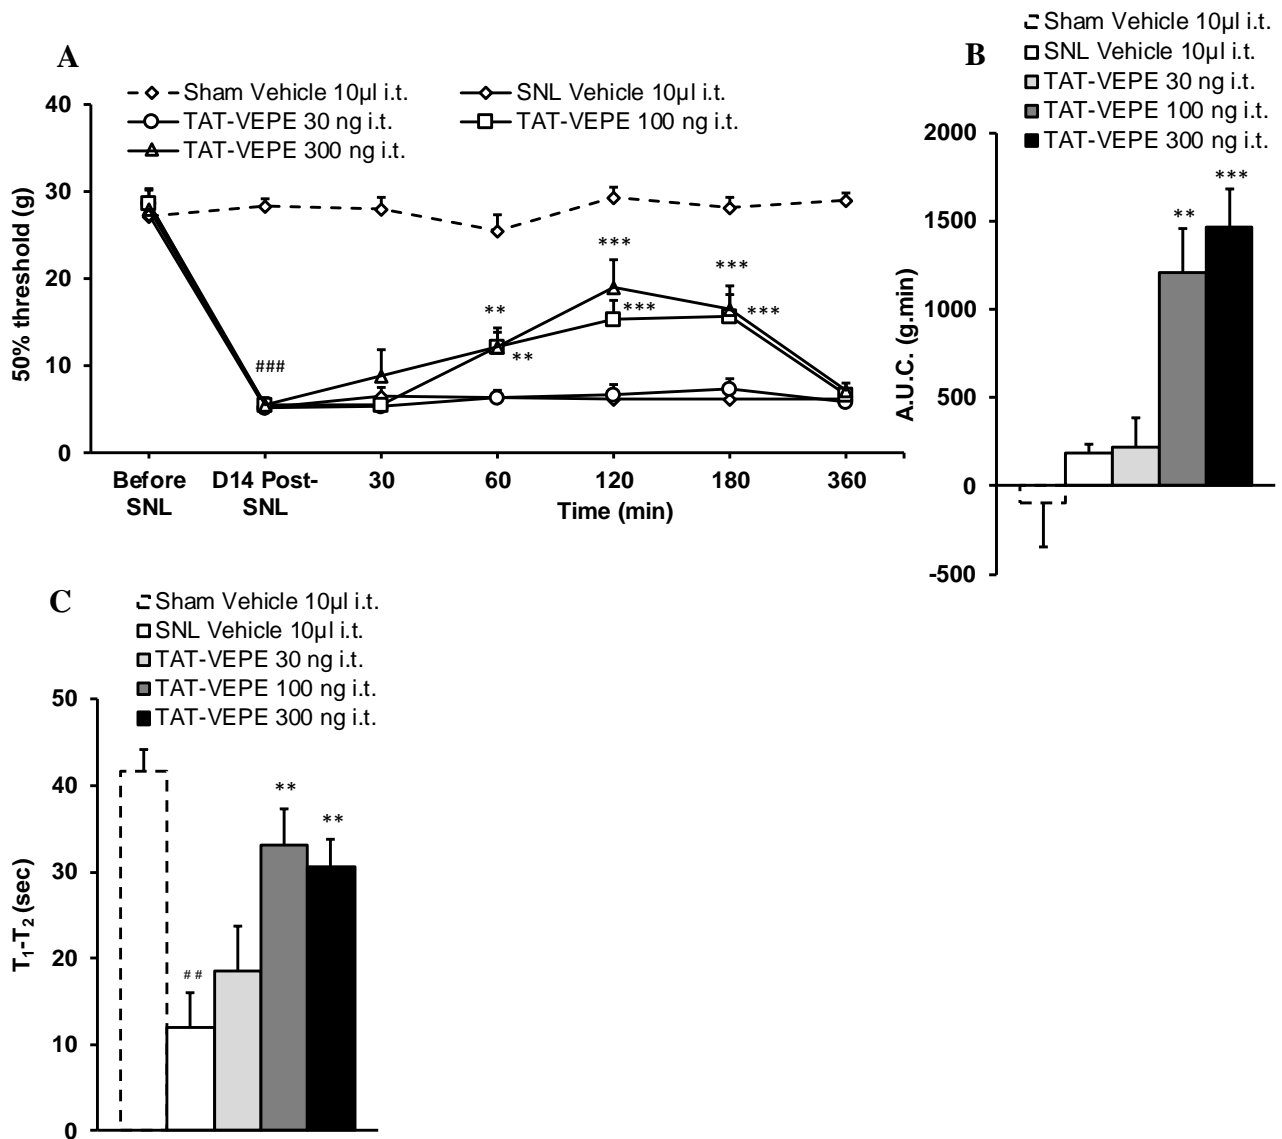 A
Sham Vehicle 10µl i.t.
SNL Vehicle 10µl i.t.
TAT-VEPE 30 ng i.t.
TAT-VEPE 100 ng i.t.
TAT-VEPE 300 ng i.t.
50% threshold (g)
40
30
20
10
0
###
**
**
***
***
***
***
Before SNL
D14 Post-SNL
30
60
120
180
360
Time (min)
B
Sham Vehicle 10µl i.t.
SNL Vehicle 10µl i.t.
TAT-VEPE 30 ng i.t.
TAT-VEPE 100 ng i.t.
TAT-VEPE 300 ng i.t.
A.U.C. (g.min)
2000
1500
1000
500
0
-500
**
***
C
Sham Vehicle 10µl i.t.
SNL Vehicle 10µl i.t.
TAT-VEPE 30 ng i.t.
TAT-VEPE 100 ng i.t.
TAT-VEPE 300 ng i.t.
T₁-T₂ (sec)
50
40
30
20
10
0
##
**
**